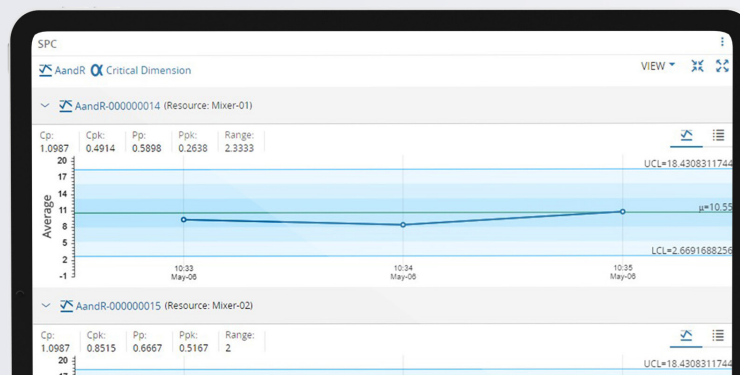 SPC
AandR α Critical Dimension
VIEW
AandR-000000014 (Resource: Mixer-01)
Cp: Cpk: Pp: Ppk: Range:
1.0987 0.4914 0.5898 0.2638 2.3333
20
UCL=18.4308311744
17
14
Average
11
μ=10.55
8
5
LCL=2.6691688256
2
-1
10:33 10:34 10:35
May-06 May-06 May-06
AandR-000000015 (Resource: Mixer-02)
Cp: Cpk: Pp: Ppk: Range:
1.0987 0.8515 0.6667 0.5167 2
20
UCL=18.4308311744
17